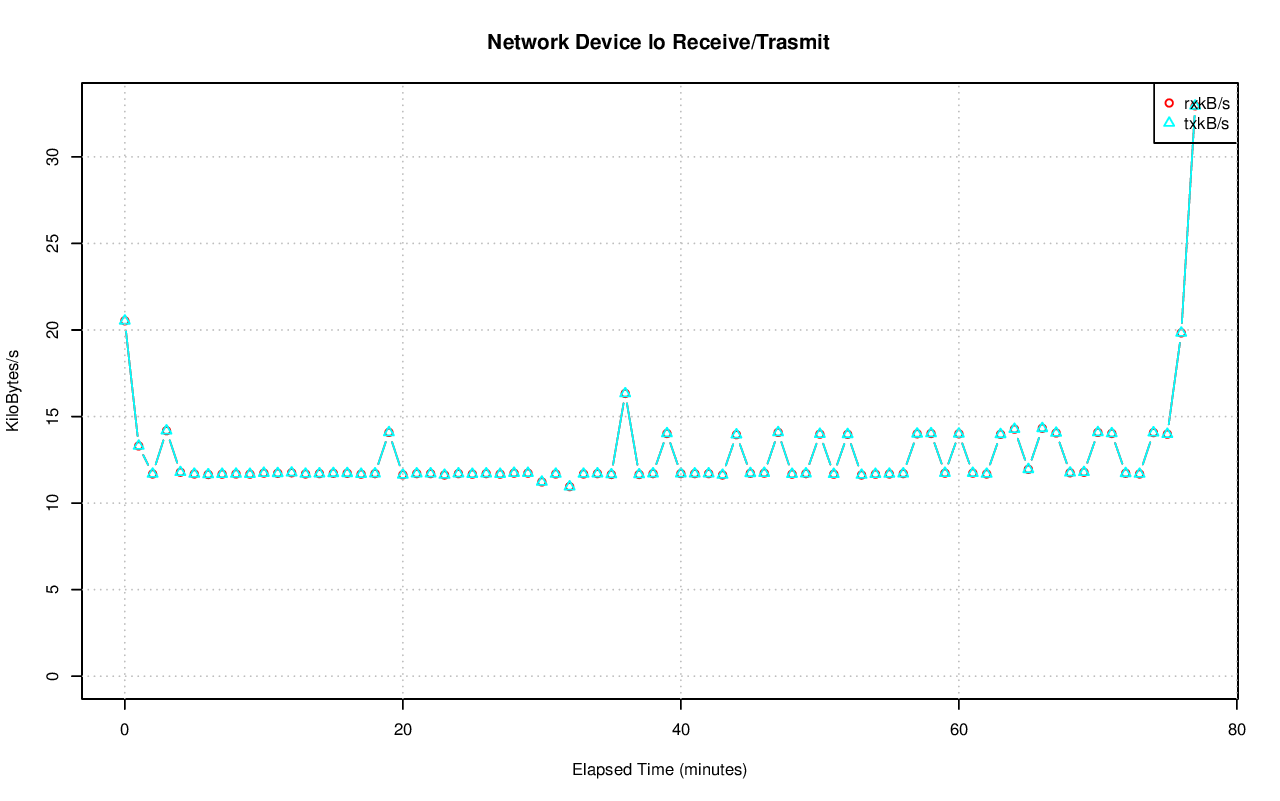 Network Device lo Receive/Trasmit
rxkB/s
txkB/s
KiloBytes/s
30
25
20
15
10
5
0
0 20 40 60 80
Elapsed Time (minutes)